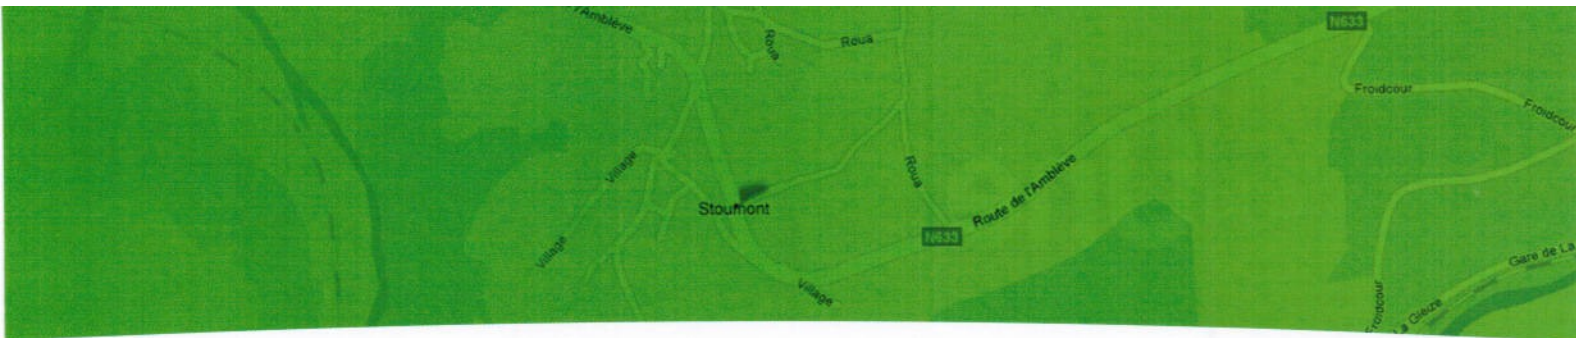 l'Amblève
N633
Roua
Roua
Froidcour
Froidcour
Village
Roua
Route de l'Amblève
Stoumont
N633
Village
Gare de La
Village
Froidcour
La Gleize